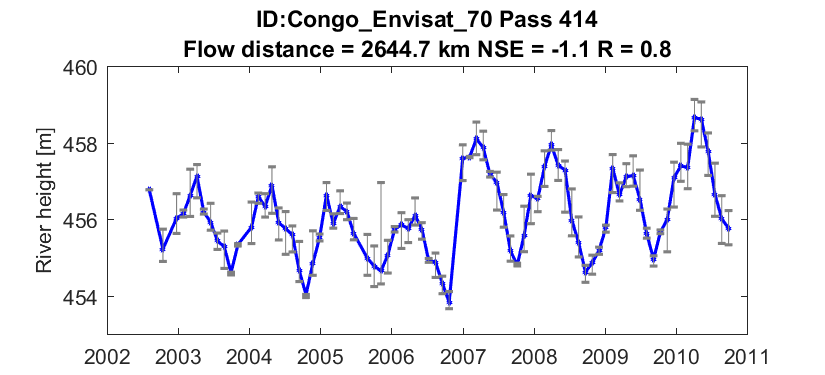 ID:Congo_Envisat_70 Pass 414
Flow distance = 2644.7 km NSE = -1.1 R = 0.8
River height [m]
460
458
456
454
2002 2003 2004 2005 2006 2007 2008 2009 2010 2011